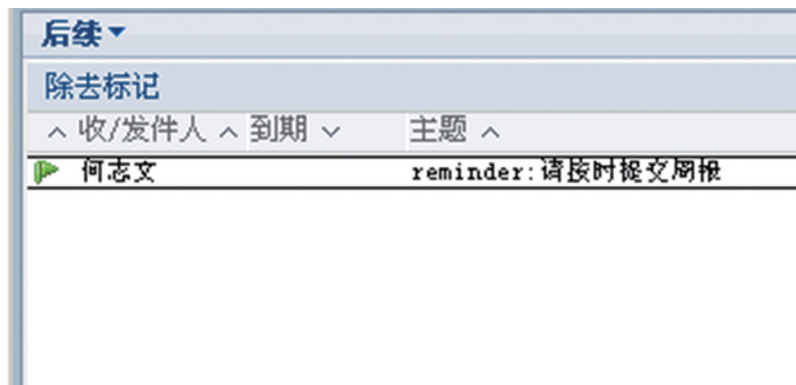 后续
除去标记
收/发件人 到期 主题
何志文 reminder:请按时提交周报